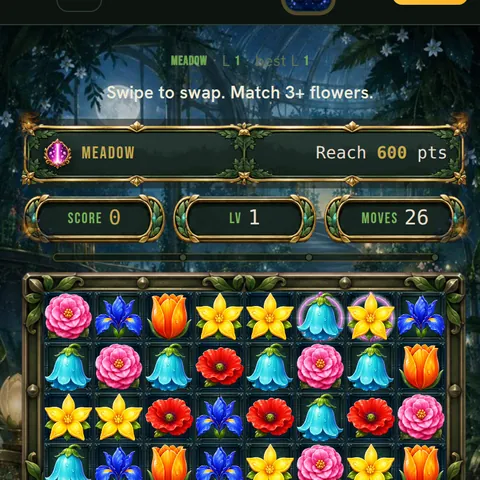 MEADOW · L 1 · best L 1
Swipe to swap. Match 3+ flowers.
MEADOW Reach 600 pts
SCORE 0 LV 1 MOVES 26